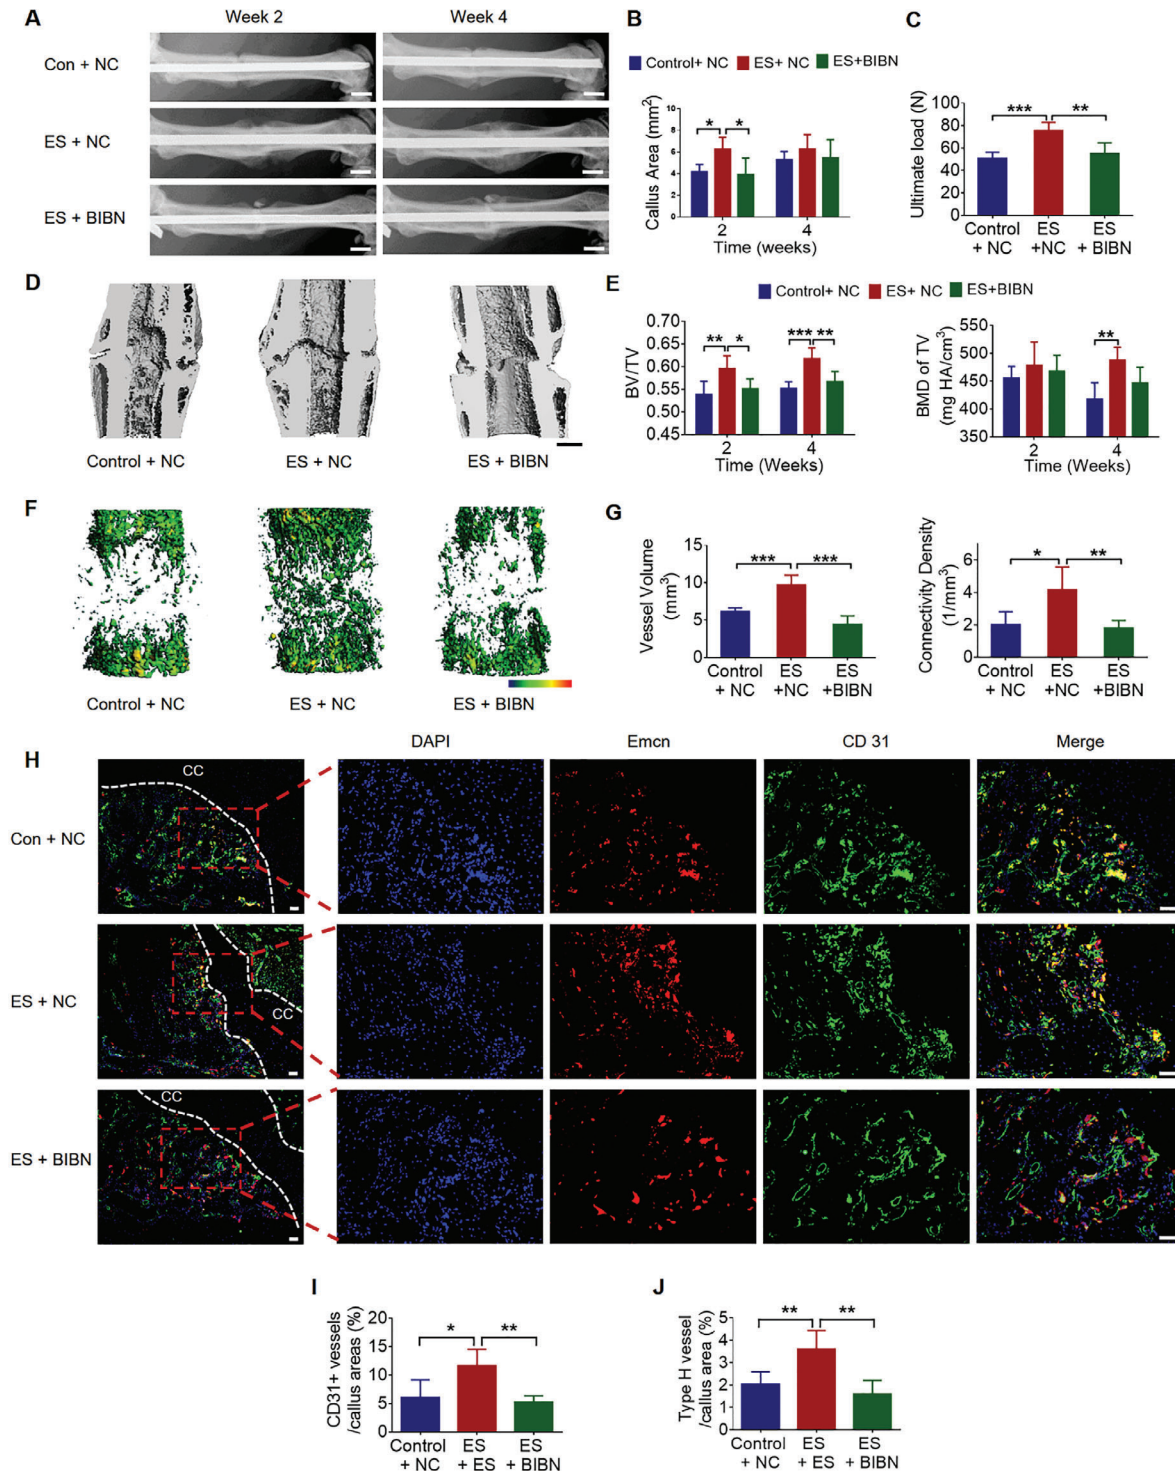 A
Week 2
Week 4
Con + NC
ES + NC
ES + BIBN
B
Control+ NC
ES+ NC
ES+BIBN
Callus Area (mm²)
8
6
4
2
0
*
*
2
4
Time (weeks)
C
Ultimate load (N)
100
80
60
40
20
0
***
**
Control
+ NC
ES
+NC
ES
+ BIBN
D
Control + NC
ES + NC
ES + BIBN
E
Control+ NC
ES+ NC
ES+BIBN
BV/TV
0.70
0.65
0.60
0.55
0.50
0.45
**
*
***
**
2
4
Time (Weeks)
BMD of TV
(mg HA/cm³)
550
500
450
400
350
**
2
4
Time (Weeks)
F
Control + NC
ES + NC
ES + BIBN
G
Vessel Volume
(mm³)
15
10
5
0
***
***
Control
+ NC
ES
+NC
ES
+BIBN
Connectivity Density
(1/mm³)
6
4
2
0
*
**
Control
+ NC
ES
+NC
ES
+BIBN
H
DAPI
Emcn
CD 31
Merge
Con + NC
CC
ES + NC
CC
ES + BIBN
CC
I
CD31+ vessels
/callus areas (%)
20
15
10
5
0
*
**
Control
+ NC
ES
+ ES
ES
+ BIBN
J
Type H vessel
/callus area (%)
5
4
3
2
1
0
**
**
Control
+ NC
ES
+ ES
ES
+ BIBN